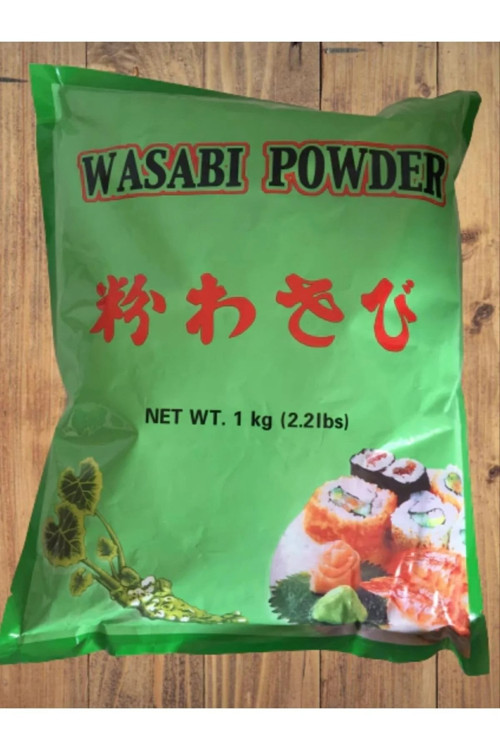 WASABI POWDER
粉わさび
NET WT. 1 kg (2.2lbs)